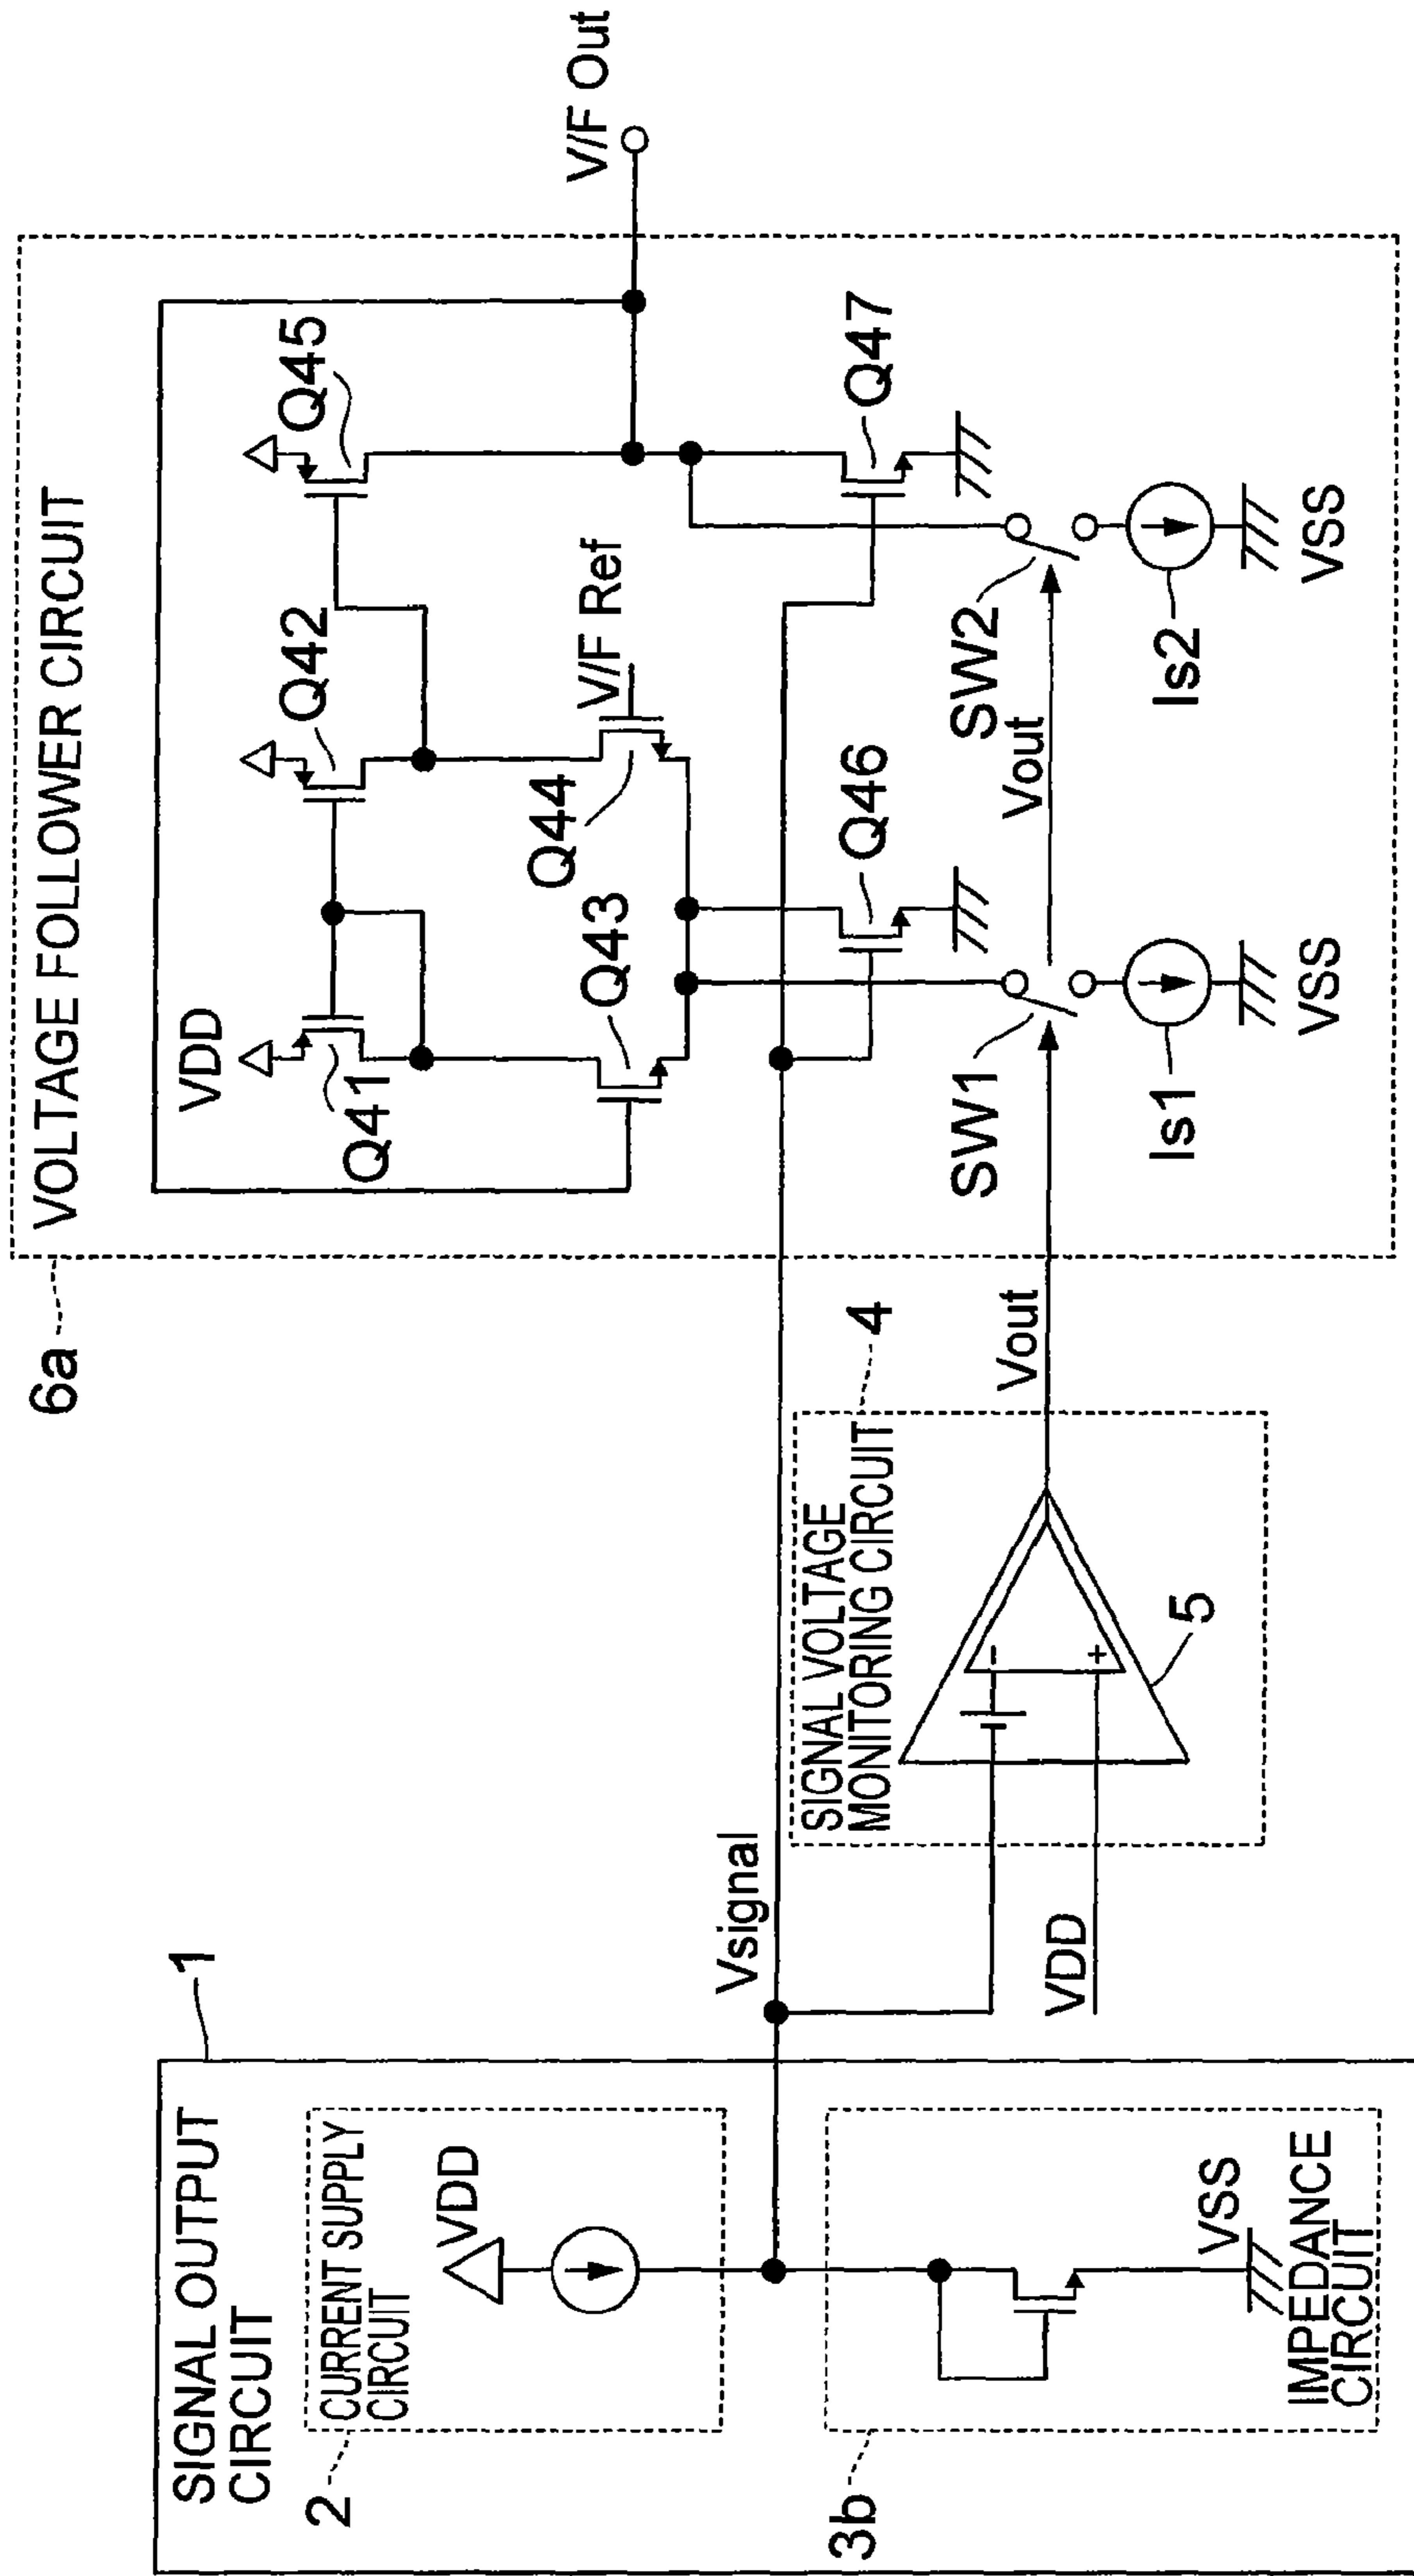 SIGNAL OUTPUT
CIRCUIT
1
2
CURRENT SUPPLY
CIRCUIT
VDD
3b
VSS
IMPEDANCE
CIRCUIT
Vsignal
VDD
SIGNAL VOLTAGE
MONITORING CIRCUIT
4
-
+
5
Vout
6a
VOLTAGE FOLLOWER CIRCUIT
VDD
Q41
Q42
Q45
Q43
Q44
V/F Ref
Q46
Q47
V/F Out
SW1
Vout
SW2
Is1
VSS
Is2
VSS